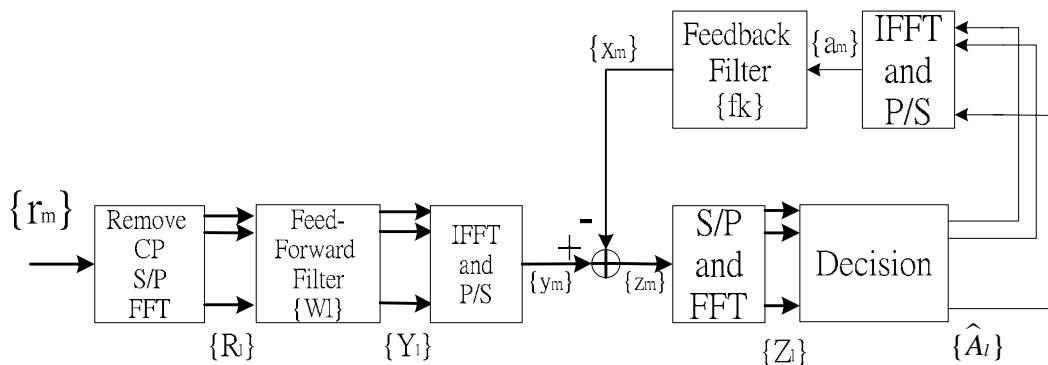 {rm}
Remove
CP
S/P
FFT
{Rl}
Feed-
Forward
Filter
{Wl}
{Yl}
IFFT
and
P/S
{ym}
+
-
{xm}
Feedback
Filter
{fk}
{am}
IFFT
and
P/S
{zm}
S/P
and
FFT
{Zl}
Decision
{Âl}